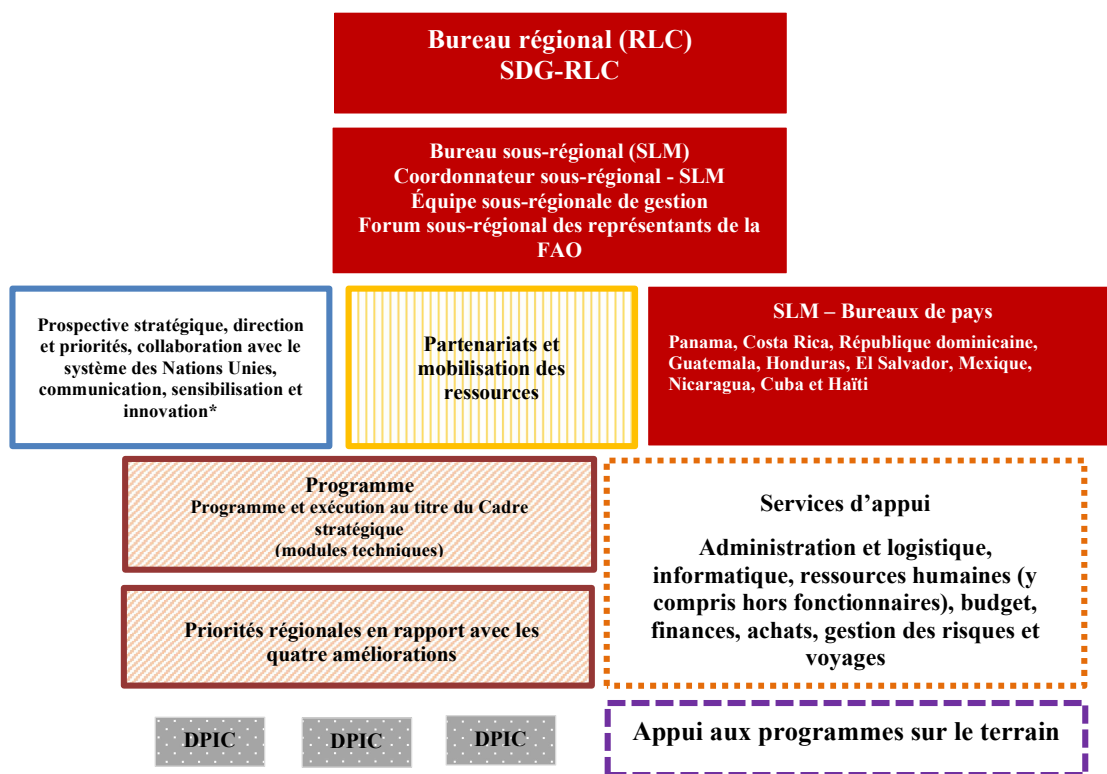 Bureau régional (RLC)
SDG-RLC
Bureau sous-régional (SLM)
Coordonnateur sous-régional - SLM
Équipe sous-régionale de gestion
Forum sous-régional des représentants de la
FAO
Prospective stratégique, direction
et priorités, collaboration avec le
système des Nations Unies,
communication, sensibilisation et
innovation*
Partenariats et
mobilisation des
ressources
SLM – Bureaux de pays
Panama, Costa Rica, République dominicaine,
Guatemala, Honduras, El Salvador, Mexique,
Nicaragua, Cuba et Haïti
Programme
Programme et exécution au titre du Cadre
stratégique
(modules techniques)
Priorités régionales en rapport avec les
quatre améliorations
Services d’appui
Administration et logistique,
informatique, ressources humaines (y
compris hors fonctionnaires), budget,
finances, achats, gestion des risques et
voyages
DPIC
DPIC
DPIC
Appui aux programmes sur le terrain